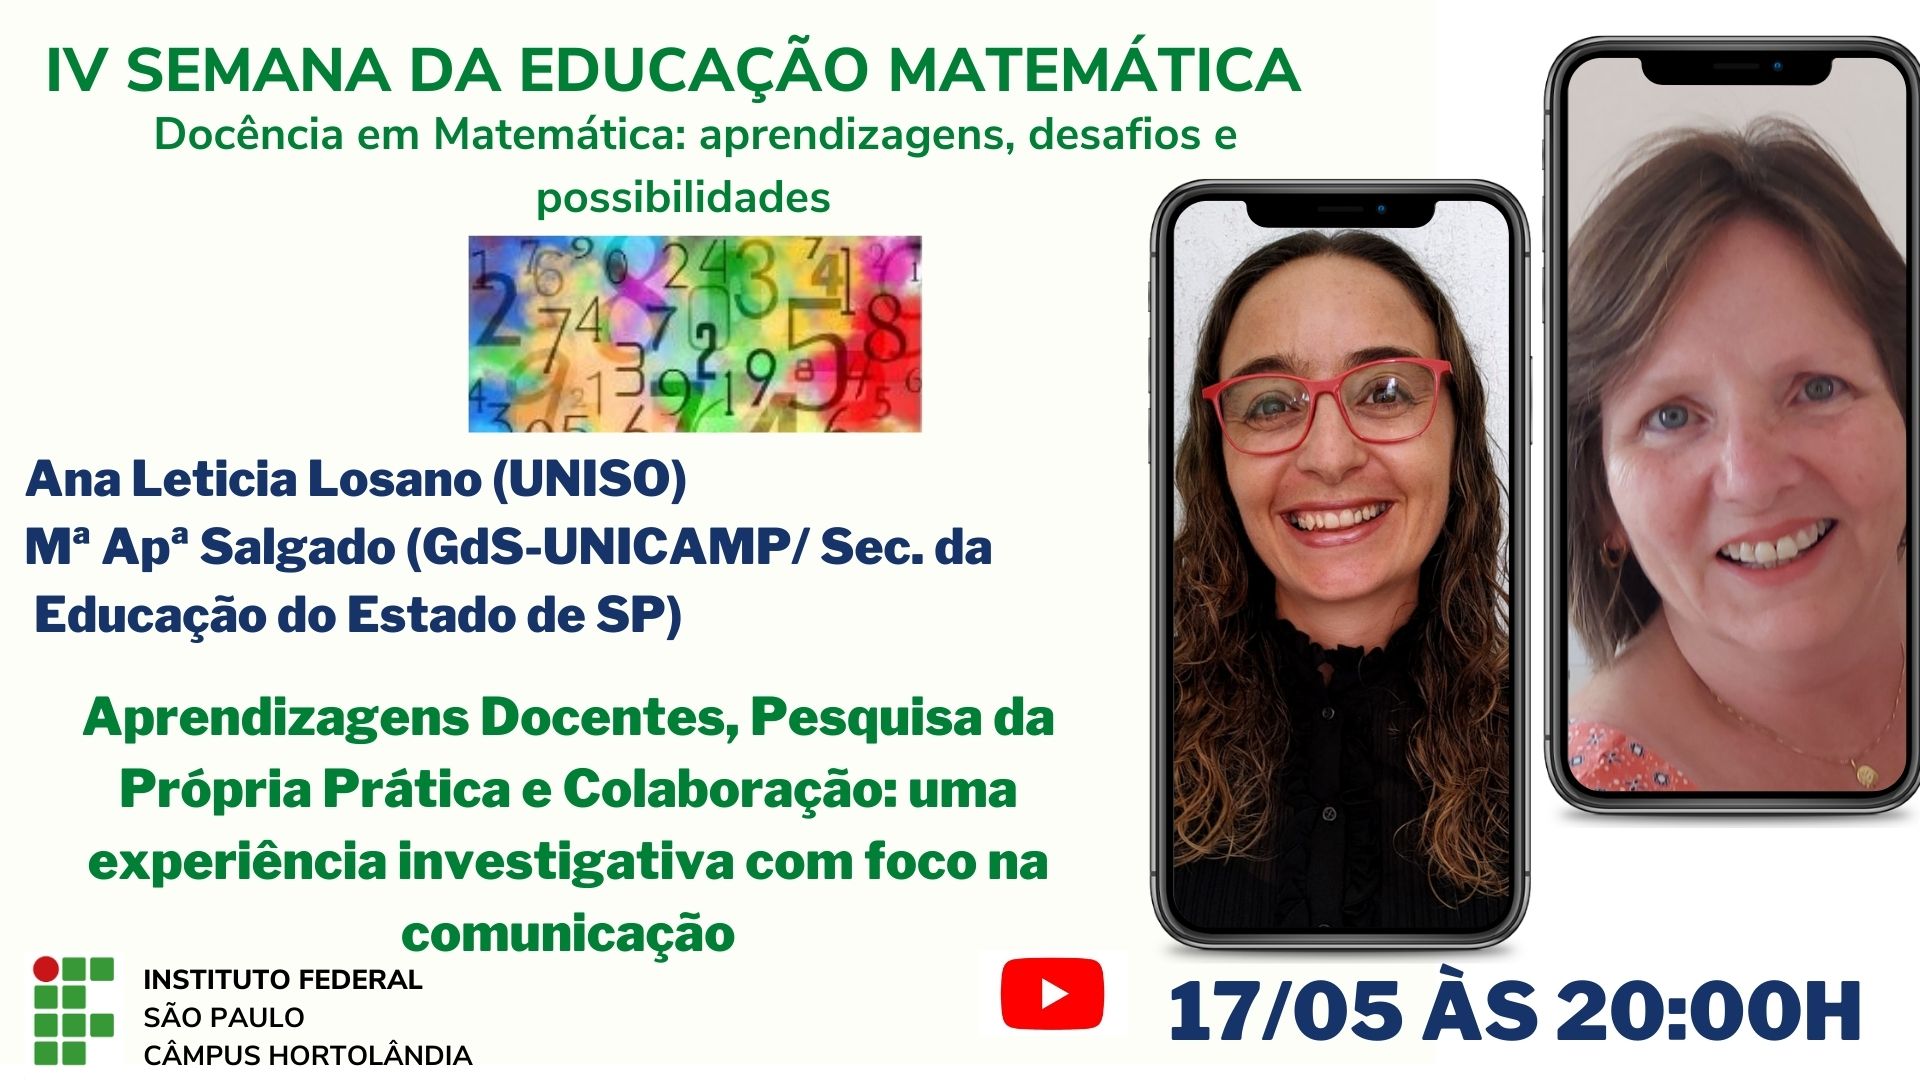 IV SEMANA DA EDUCAÇÃO MATEMÁTICA
Docência em Matemática: aprendizagens, desafios e
possibilidades
Ana Leticia Losano (UNISO)
Mª Apª Salgado (GdS-UNICAMP/ Sec. da
Educação do Estado de SP)
Aprendizagens Docentes, Pesquisa da
Própria Prática e Colaboração: uma
experiência investigativa com foco na
comunicação
INSTITUTO FEDERAL
SÃO PAULO
CÂMPUS HORTOLÂNDIA
17/05 ÀS 20:00H